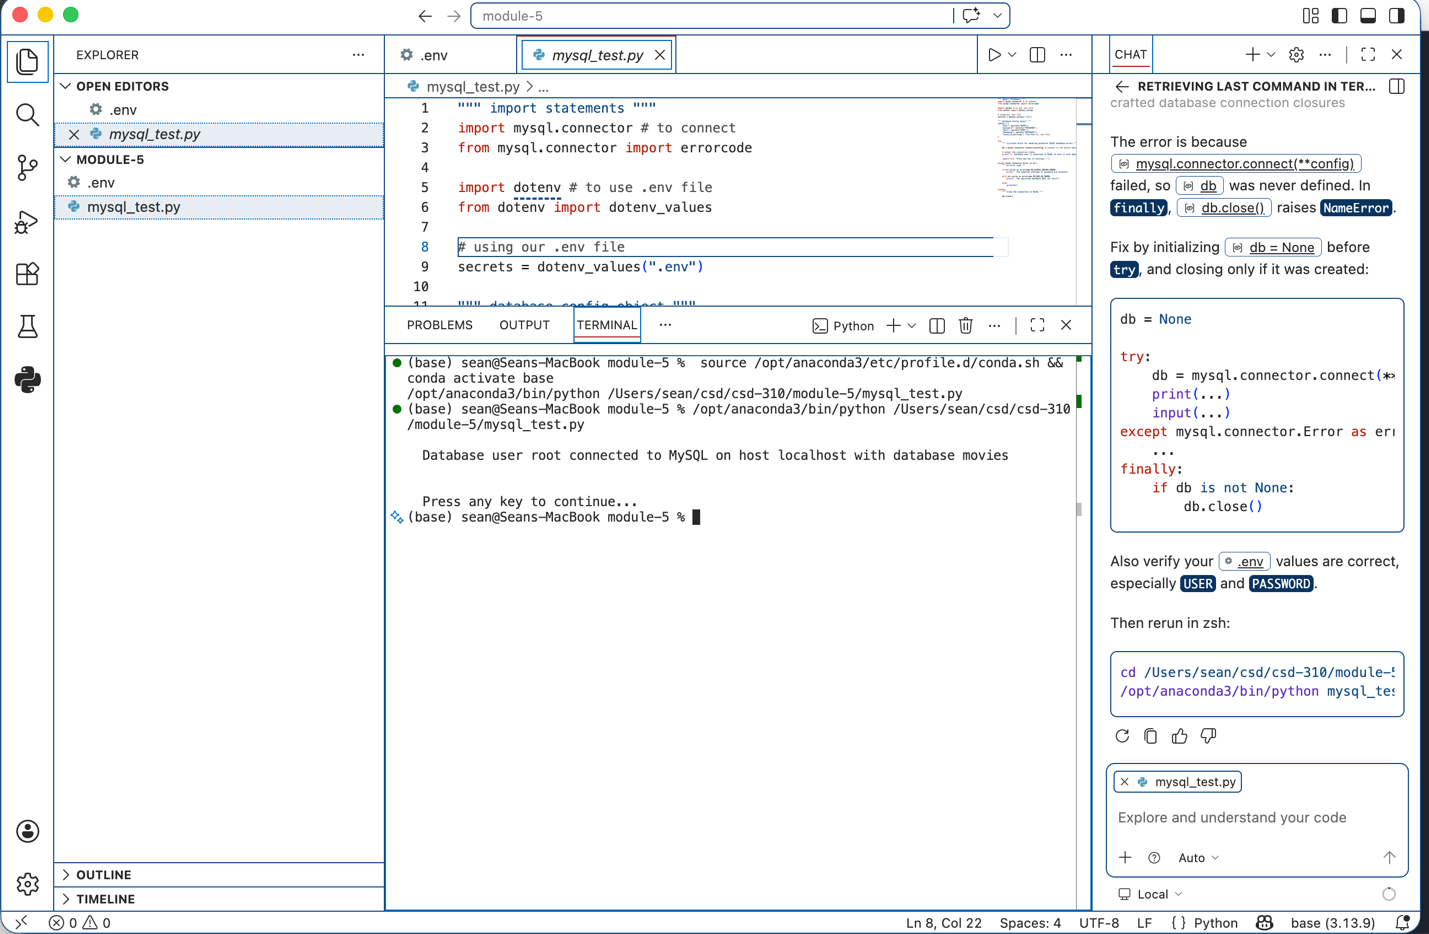 module-5
EXPLORER
OPEN EDITORS
.env
mysql_test.py
MODULE-5
.env
mysql_test.py
OUTLINE
TIMELINE
.env
mysql_test.py
mysql_test.py > ...
1 """ import statements """
2 import mysql.connector # to connect
3 from mysql.connector import errorcode
4
5 import dotenv # to use .env file
6 from dotenv import dotenv_values
7
8 # using our .env file
9 secrets = dotenv_values(".env")
10
11 """ database config object """
PROBLEMS OUTPUT TERMINAL
Python
(base) sean@Seans-MacBook module-5 %  source /opt/anaconda3/etc/profile.d/conda.sh &&
conda activate base
/opt/anaconda3/bin/python /Users/sean/csd/csd-310/module-5/mysql_test.py
(base) sean@Seans-MacBook module-5 % /opt/anaconda3/bin/python /Users/sean/csd/csd-310
/module-5/mysql_test.py
Database user root connected to MySQL on host localhost with database movies
Press any key to continue...
(base) sean@Seans-MacBook module-5 %
CHAT
RETRIEVING LAST COMMAND IN TER...
crafted database connection closures
The error is because
mysql.connector.connect(**config)
failed, so db was never defined. In
finally, db.close() raises NameError.
Fix by initializing db = None before
try, and closing only if it was created:
db = None
try:
db = mysql.connector.connect(**
print(...)
input(...)
except mysql.connector.Error as err
...
finally:
if db is not None:
db.close()
Also verify your .env values are correct,
especially USER and PASSWORD.
Then rerun in zsh:
cd /Users/sean/csd/csd-310/module-5
/opt/anaconda3/bin/python mysql_tes
mysql_test.py
Explore and understand your code
Auto
Local
0 0
Ln 8, Col 22 Spaces: 4 UTF-8 LF { } Python base (3.13.9)